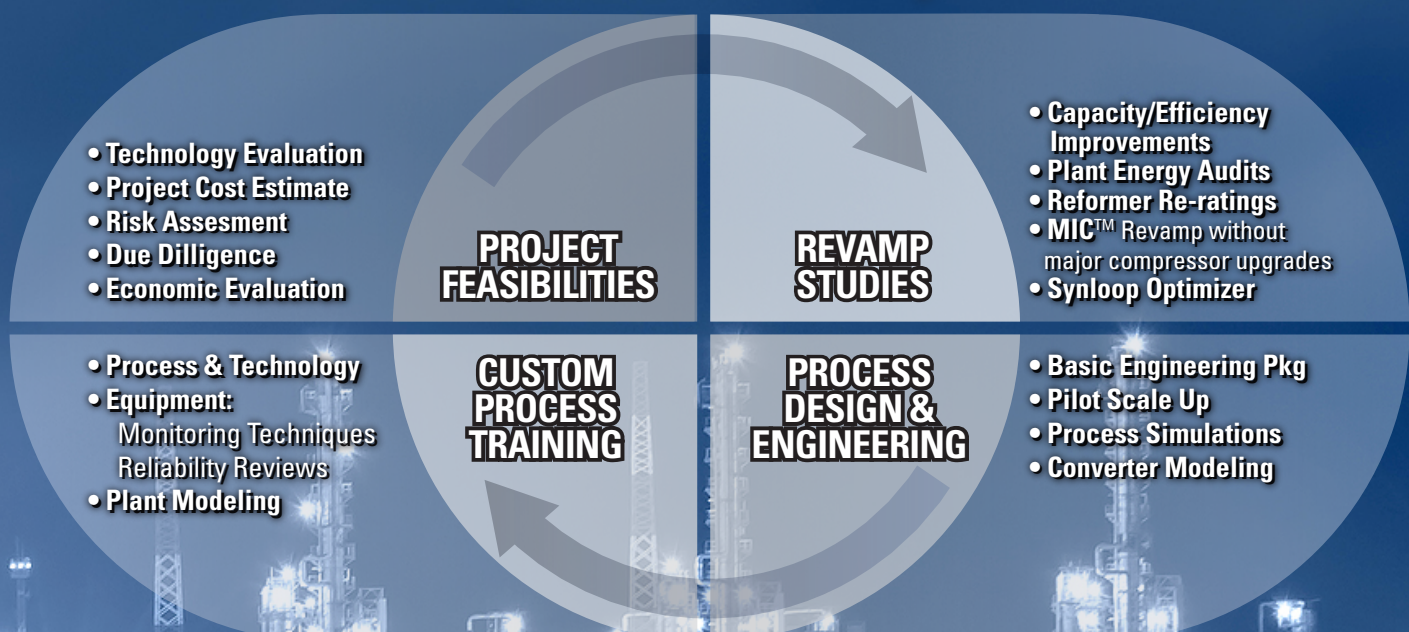 • Technology Evaluation
• Project Cost Estimate
• Risk Assesment
• Due Dilligence
• Economic Evaluation
PROJECT
FEASIBILITIES
REVAMP
STUDIES
• Capacity/Efficiency
Improvements
• Plant Energy Audits
• Reformer Re-ratings
• MIC™ Revamp without
major compressor upgrades
• Synloop Optimizer
• Process & Technology
• Equipment:
Monitoring Techniques
Reliability Reviews
• Plant Modeling
CUSTOM
PROCESS
TRAINING
PROCESS
DESIGN &
ENGINEERING
• Basic Engineering Pkg
• Pilot Scale Up
• Process Simulations
• Converter Modeling